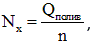 Nₓ = Qполив / n,